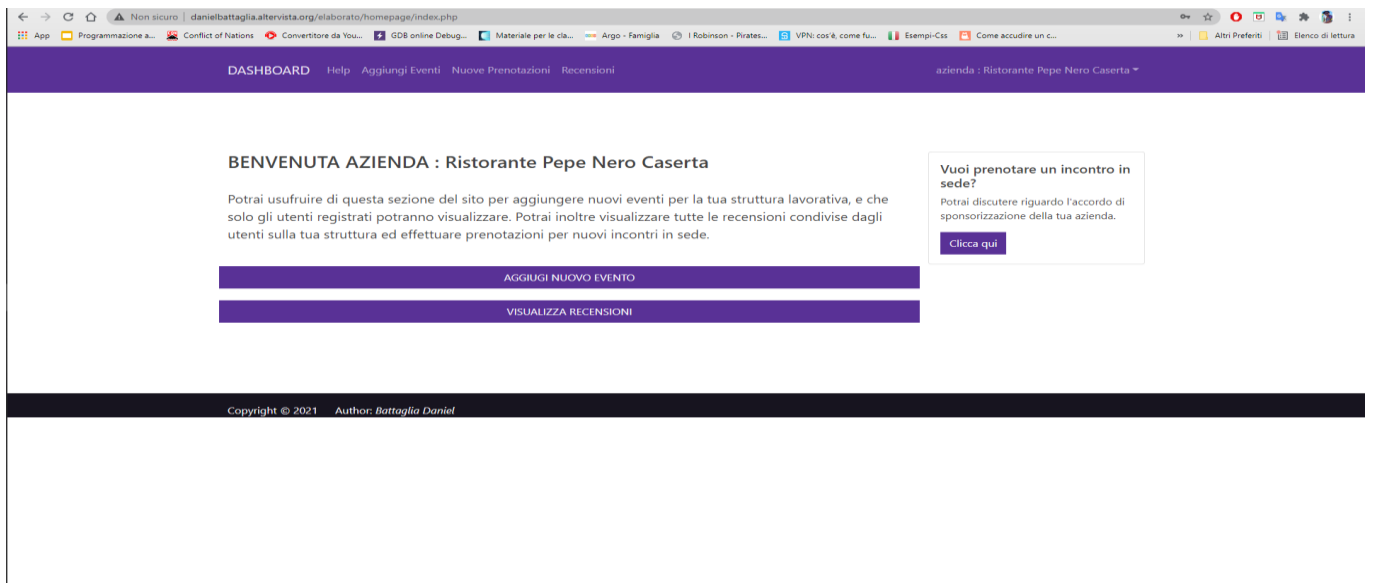 Non sicuro | danielbattaglia.altervista.org/elaborato/homepage/index.php
App Programmazione a... Conflict of Nations Convertitore da You... GDB online Debug... Materiale per le cla... Argo - Famiglia I Robinson - Pirates... VPN: cos'è, come fu... Esempi-Css Come accudire un c... » Altri Preferiti Elenco di lettura
DASHBOARD Help Aggiungi Eventi Nuove Prenotazioni Recensioni azienda : Ristorante Pepe Nero Caserta
BENVENUTA AZIENDA : Ristorante Pepe Nero Caserta
Potrai usufruire di questa sezione del sito per aggiungere nuovi eventi per la tua struttura lavorativa, e che
solo gli utenti registrati potranno visualizzare. Potrai inoltre visualizzare tutte le recensioni condivise dagli
utenti sulla tua struttura ed effettuare prenotazioni per nuovi incontri in sede.
AGGIUGI NUOVO EVENTO
VISUALIZZA RECENSIONI
Vuoi prenotare un incontro in
sede?
Potrai discutere riguardo l'accordo di
sponsorizzazione della tua azienda.
Clicca qui
Copyright © 2021 Author: Battaglia Daniel